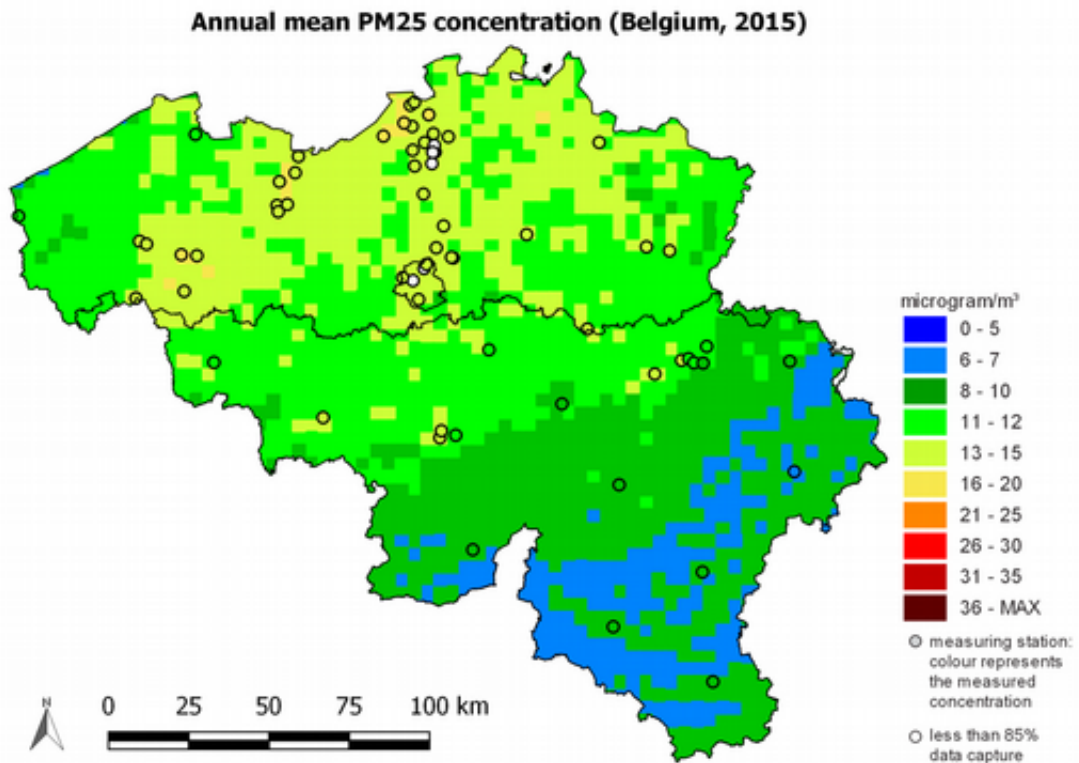 Annual mean PM25 concentration (Belgium, 2015)
microgram/m³
0 - 5
6 - 7
8 - 10
11 - 12
13 - 15
16 - 20
21 - 25
26 - 30
31 - 35
36 - MAX
measuring station:
colour represents
the measured
concentration
less than 85%
data capture
N
0 25 50 75 100 km